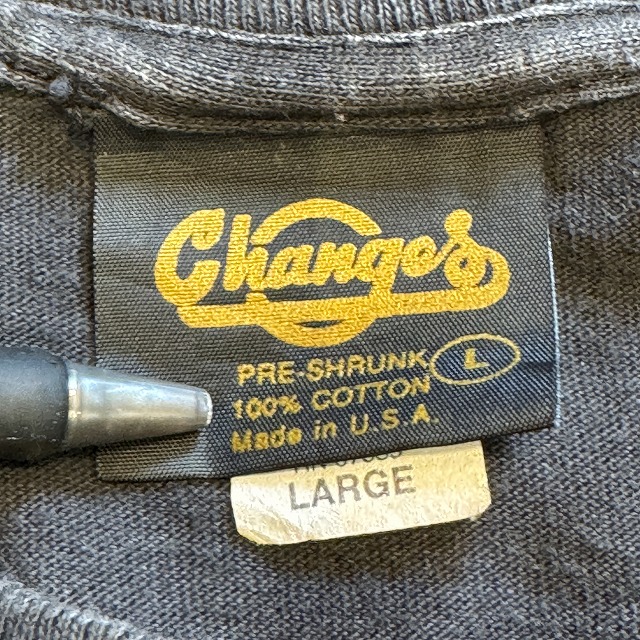 Changes
PRE-SHRUNK L
100% COTTON
Made in U.S.A.
LARGE